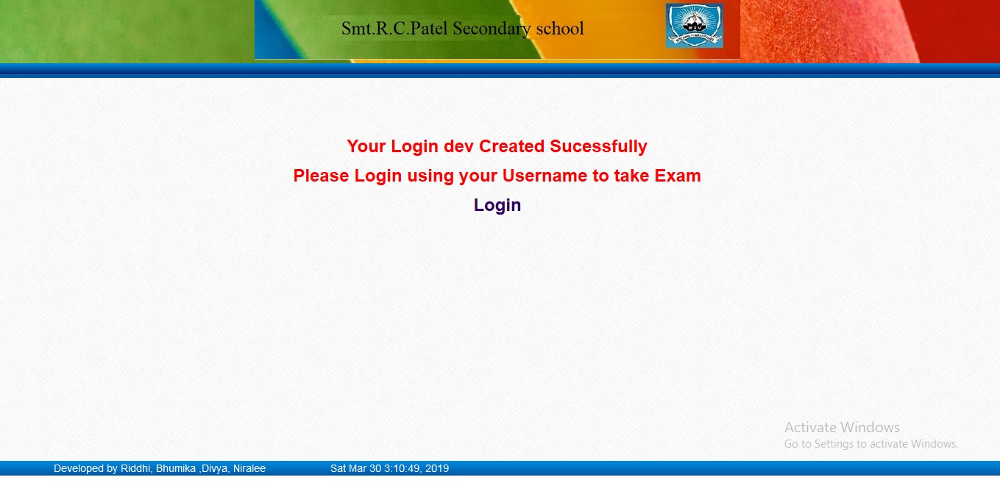 Smt.R.C.Patel Secondary school
Your Login dev Created Sucessfully
Please Login using your Username to take Exam
Login
Activate Windows
Go to Settings to activate Windows.
Developed by Riddhi, Bhumika ,Divya, Niralee
Sat Mar 30 3:10:49, 2019